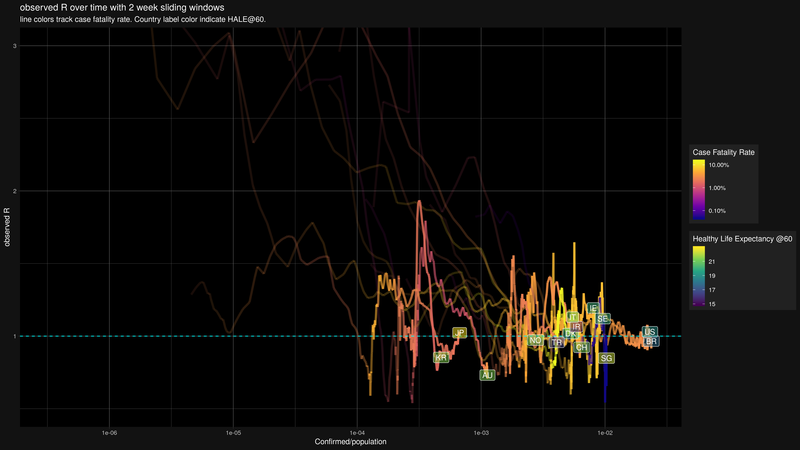 observed R over time with 2 week sliding windows
line colors track case fatality rate. Country label color indicate HALE@60.
3
2
1
observed R
1e-06
1e-05
1e-04
1e-03
1e-02
Confirmed/population
KR
JP
AU
NO
TR
IT
IR
CH
IE
SE
SG
US
BR
Case Fatality Rate
10.00%
1.00%
0.10%
Healthy Life Expectancy @60
21
19
17
15